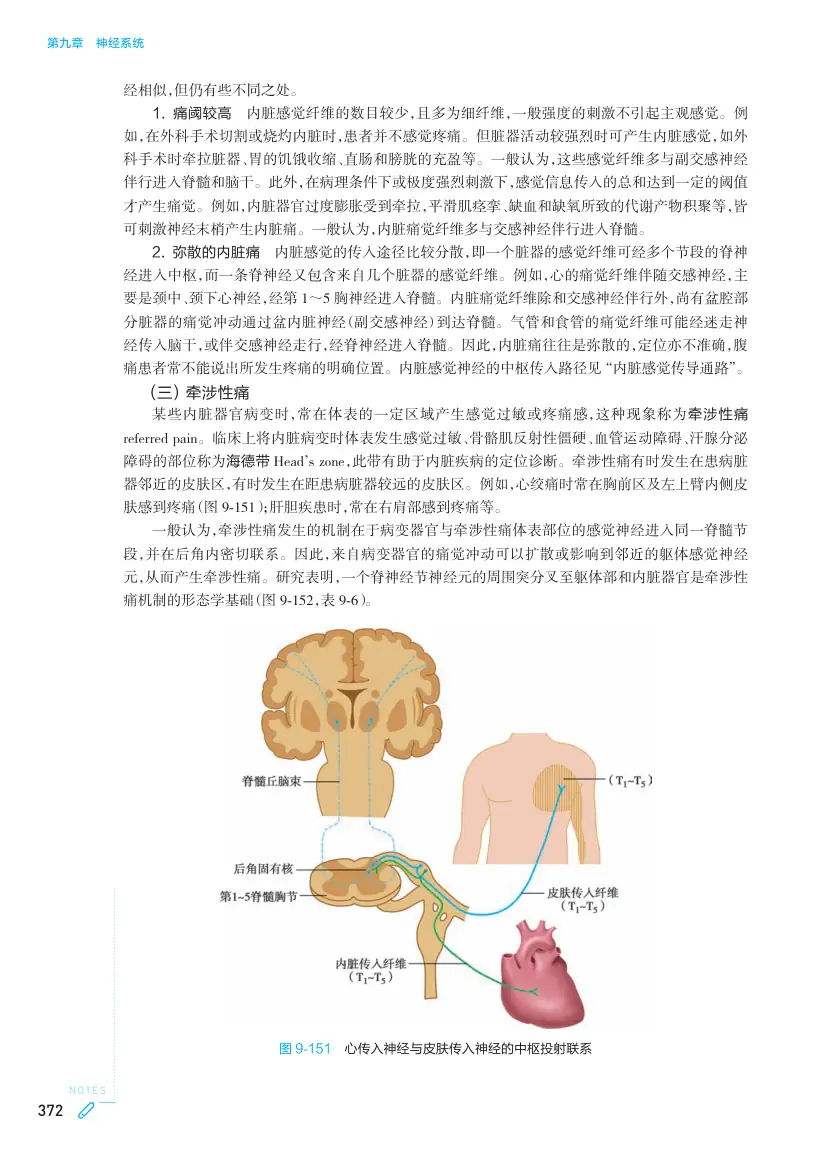 第九章 神经系统
经相似，但仍有些不同之处。
1. 痛阈较高 内脏感觉纤维的数目较少，且多为细纤维，一般强度的刺激不引起主观感觉。例
如，在外科手术切割或烧灼内脏时，患者并不感觉疼痛。但脏器活动较强烈时可产生内脏感觉，如外
科手术时牵拉脏器、胃的饥饿收缩、直肠和膀胱的充盈等。一般认为，这些感觉纤维多与副交感神经
伴行进入脊髓和脑干。此外，在病理条件下或极度强烈刺激下，感觉信息传入的总和达到一定的阈值
才产生痛觉。例如，内脏器官过度膨胀受到牵拉，平滑肌痉挛、缺血和缺氧所致的代谢产物积聚等，皆
可刺激神经末梢产生内脏痛。一般认为，内脏痛觉纤维多与交感神经伴行进入脊髓。
2. 弥散的内脏痛 内脏感觉的传入途径比较分散，即一个脏器的感觉纤维可经多个节段的脊神
经进入中枢，而一条脊神经又包含来自几个脏器的感觉纤维。例如，心的痛觉纤维伴随交感神经，主
要是颈中、颈下心神经，经第 1～5 胸神经进入脊髓。内脏痛觉纤维除和交感神经伴行外，尚有盆腔部
分脏器的痛觉冲动通过盆内脏神经（副交感神经）到达脊髓。气管和食管的痛觉纤维可能经迷走神
经传入脑干，或伴交感神经走行，经脊神经进入脊髓。因此，内脏痛往往是弥散的，定位亦不准确，腹
痛患者常不能说出所发生疼痛的明确位置。内脏感觉神经的中枢传入路径见“内脏感觉传导通路”。
（三）牵涉性痛
某些内脏器官病变时，常在体表的一定区域产生感觉过敏或疼痛感，这种现象称为牵涉性痛
referred pain。临床上将内脏病变时体表发生感觉过敏、骨骼肌反射性僵硬、血管运动障碍、汗腺分泌
障碍的部位称为海德带 Head's zone，此带有助于内脏疾病的定位诊断。牵涉性痛有时发生在患病脏
器邻近的皮肤区，有时发生在距患病脏器较远的皮肤区。例如，心绞痛时常在胸前区及左上臂内侧皮
肤感到疼痛（图 9-151）；肝胆疾患时，常在右肩部感到疼痛等。
一般认为，牵涉性痛发生的机制在于病变器官与牵涉性痛体表部位的感觉神经进入同一脊髓节
段，并在后角内密切联系。因此，来自病变器官的痛觉冲动可以扩散或影响到邻近的躯体感觉神经
元，从而产生牵涉性痛。研究表明，一个脊神经节神经元的周围突分叉至躯体部和内脏器官是牵涉性
痛机制的形态学基础（图 9-152，表 9-6）。
脊髓丘脑束
（T₁~T₅）
后角固有核
第1~5脊髓胸节
皮肤传入纤维
（T₁~T₅）
内脏传入纤维
（T₁~T₅）
图 9-151 心传入神经与皮肤传入神经的中枢投射联系
NOTES
372